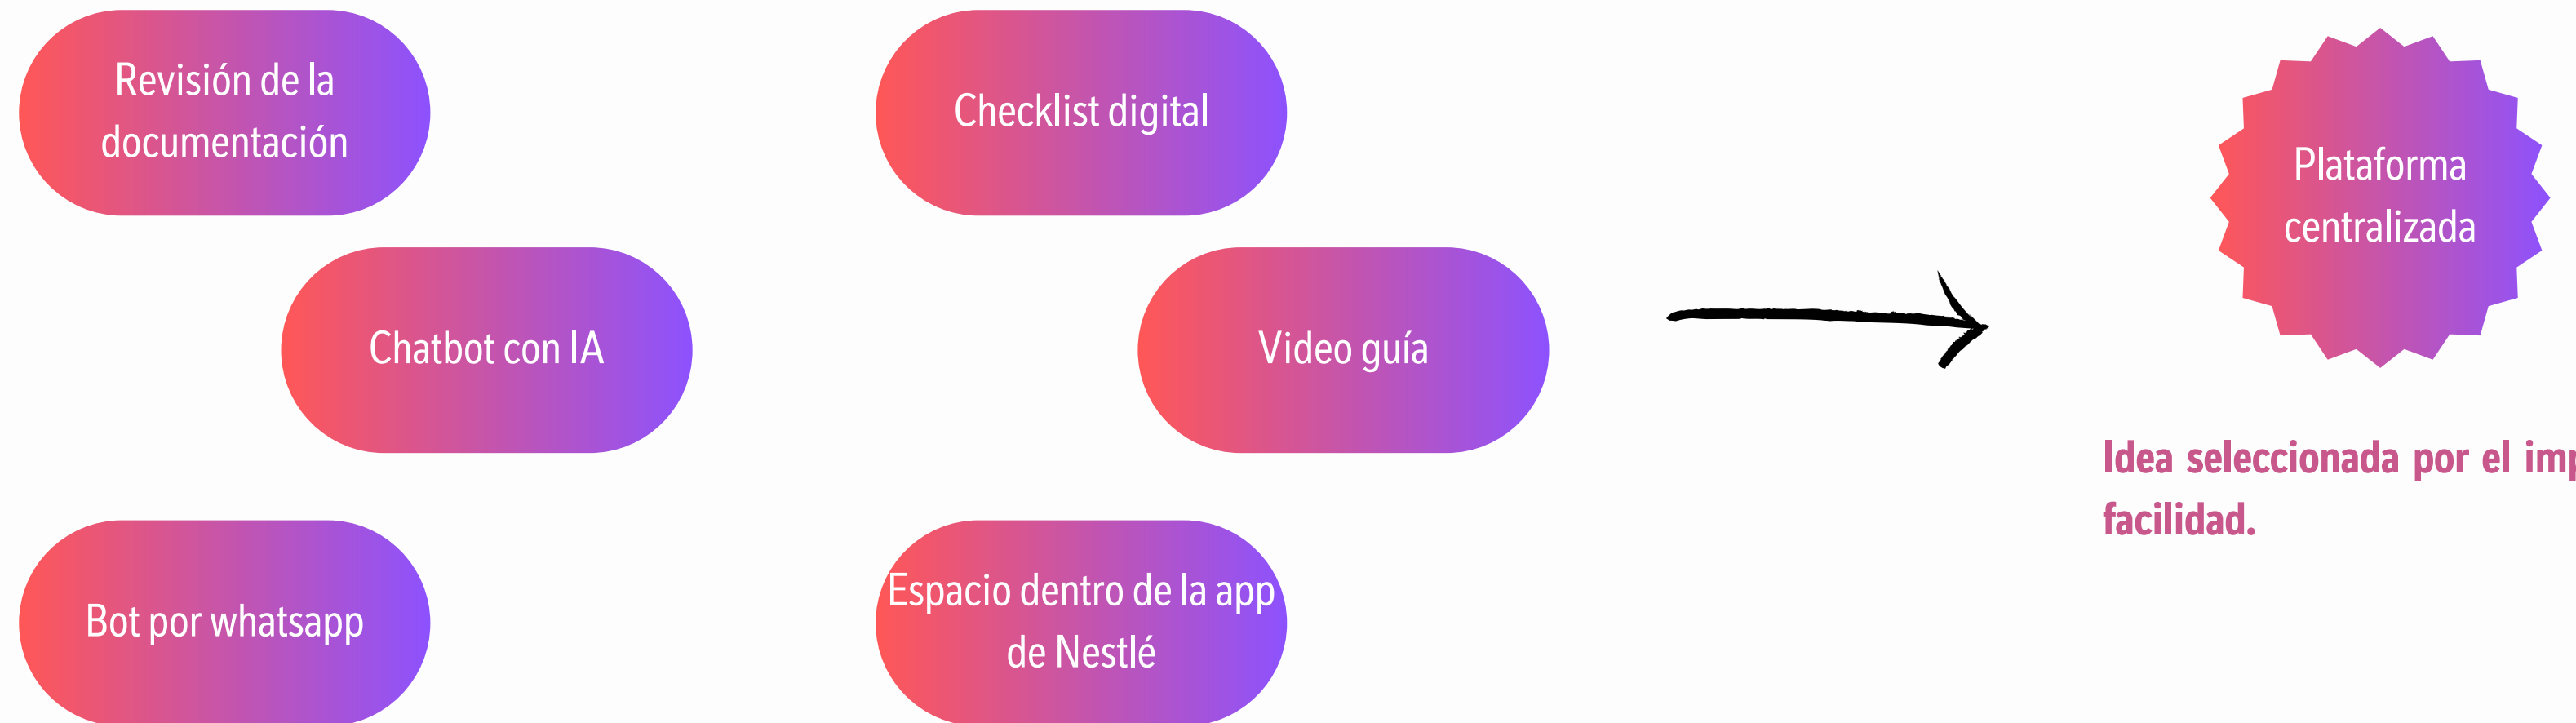 Revisión de la
documentación
Checklist digital
Plataforma
centralizada
Chatbot con IA
Video guía
Idea seleccionada por el
facilidad.
Bot por whatsapp
Espacio dentro de la app
de Nestlé